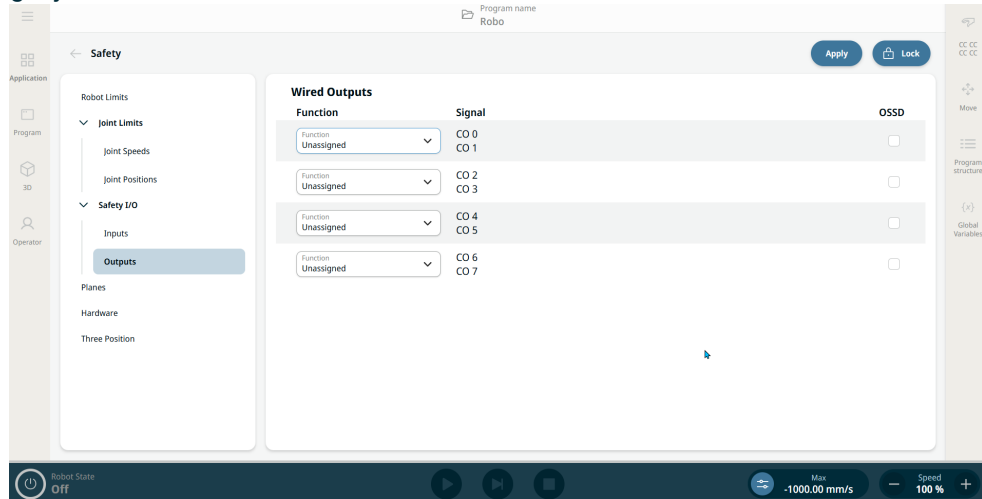 Program name
Robo
Safety
Apply
Lock
Application
Program
3D
Operator
Robot Limits
Joint Limits
Joint Speeds
Joint Positions
Safety I/O
Inputs
Outputs
Planes
Hardware
Three Position
Wired Outputs
Function Signal OSSD
Function
Unassigned
CO 0
CO 1
Function
Unassigned
CO 2
CO 3
Function
Unassigned
CO 4
CO 5
Function
Unassigned
CO 6
CO 7
CC CC
CC CC
Move
Program
structure
{x}
Global
Variables
Robot State
Off
Max
-1000.00 mm/s
Speed
100 %